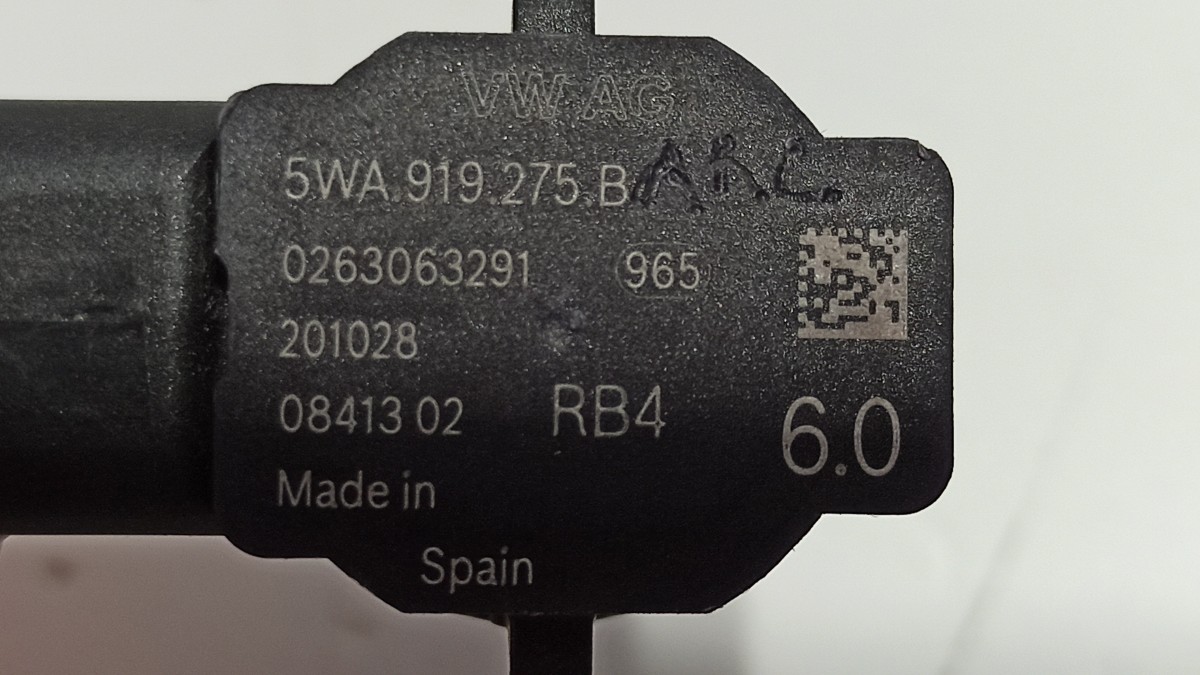 VW AG
5WA.919.275.B
0263063291 965
201028
08413 02 RB4
6.0
Made in
Spain